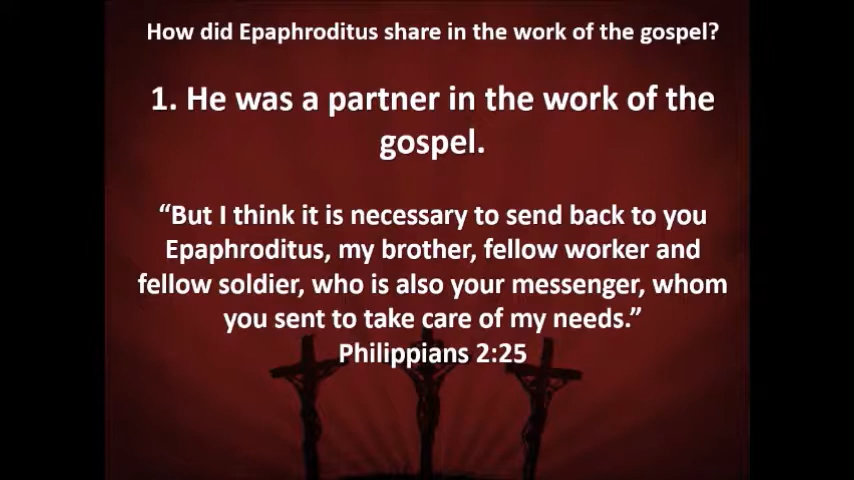 How did Epaphroditus share in the work of the gospel?
1. He was a partner in the work of the
gospel.
“But I think it is necessary to send back to you
Epaphroditus, my brother, fellow worker and
fellow soldier, who is also your messenger, whom
you sent to take care of my needs.”
Philippians 2:25